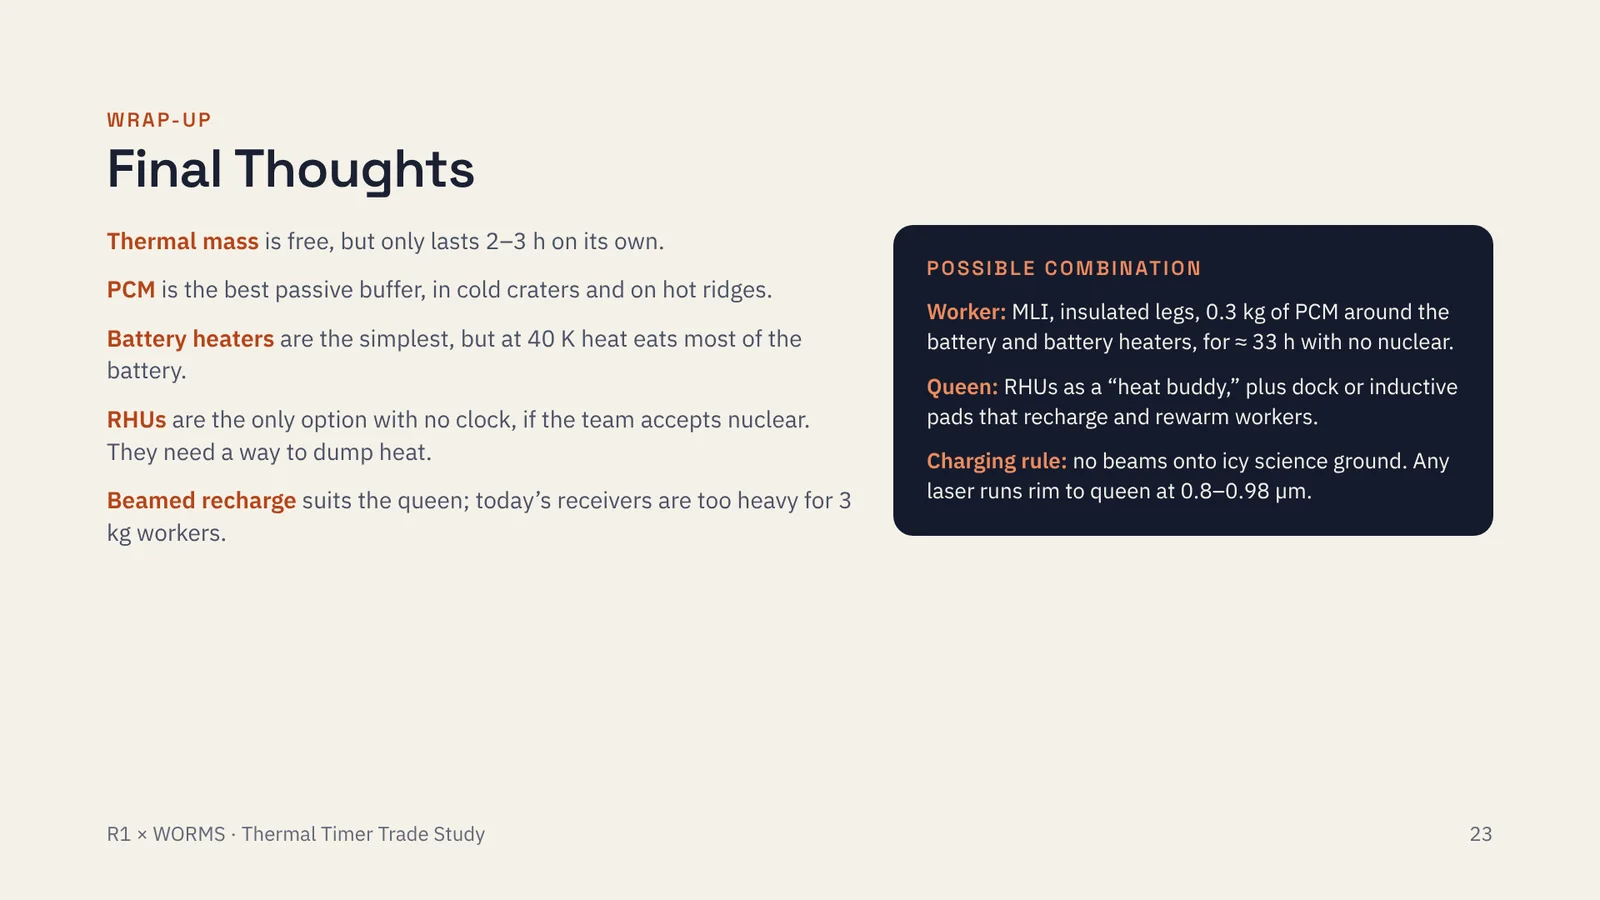 WRAP-UP
Final Thoughts
Thermal mass is free, but only lasts 2–3 h on its own.
PCM is the best passive buffer, in cold craters and on hot ridges.
Battery heaters are the simplest, but at 40 K heat eats most of the
battery.
RHUs are the only option with no clock, if the team accepts nuclear.
They need a way to dump heat.
Beamed recharge suits the queen; today’s receivers are too heavy for 3
kg workers.
POSSIBLE COMBINATION
Worker: MLI, insulated legs, 0.3 kg of PCM around the
battery and battery heaters, for ≈ 33 h with no nuclear.
Queen: RHUs as a “heat buddy,” plus dock or inductive
pads that recharge and rewarm workers.
Charging rule: no beams onto icy science ground. Any
laser runs rim to queen at 0.8–0.98 µm.
R1 × WORMS · Thermal Timer Trade Study
23